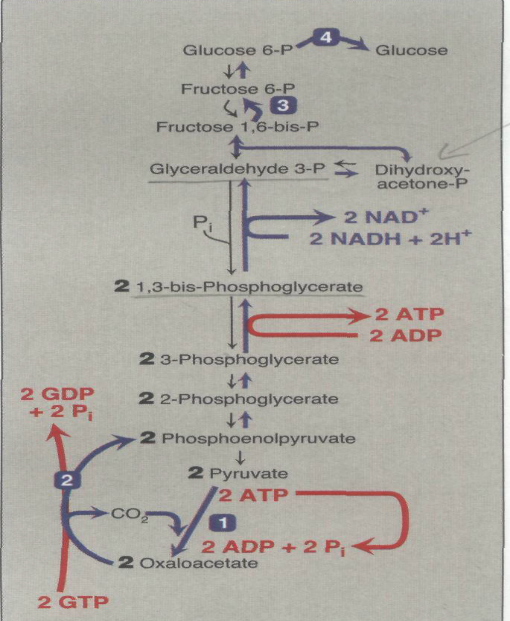 Glucose 6-P 4 Glucose
Fructose 6-P
3
Fructose 1,6-bis-P
Glyceraldehyde 3-P
Dihydroxy-
acetone-P
Pi
2 NAD⁺
2 NADH + 2H⁺
2 1,3-bis-Phosphoglycerate
2 ATP
2 ADP
2 3-Phosphoglycerate
2 2-Phosphoglycerate
2 GDP
+ 2 Pi
2 Phosphoenolpyruvate
2 Pyruvate
2
2 ATP
CO₂
1
2 ADP + 2 Pi
2 Oxaloacetate
2 GTP